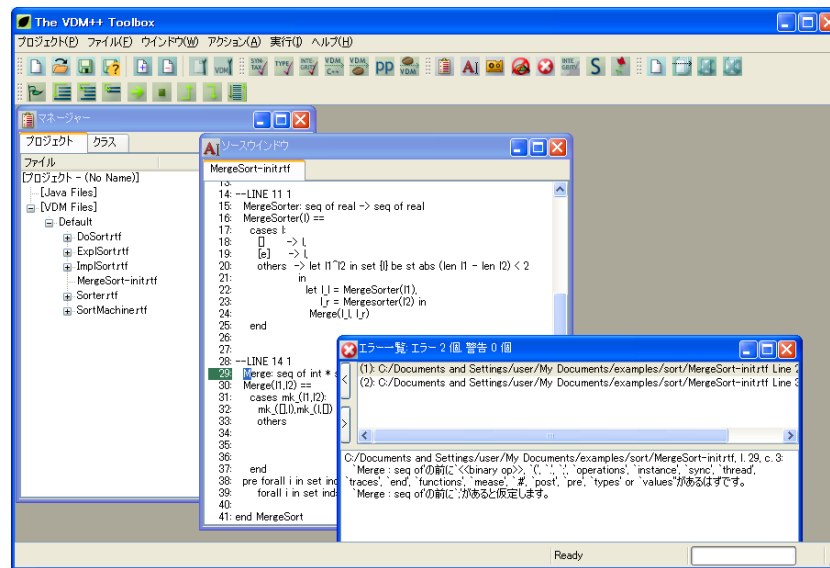 The VDM++ Toolbox
プロジェクト(P) ファイル(F) ウインドウ(W) アクション(A) 実行(I) ヘルプ(H)
SYN TAX TYPE INTE GRITY VDM C++ VDM PP VDM AI INTE GRITY S
マネージャー
プロジェクト クラス
ファイル
[プロジェクト - (No Name)]
[Java Files]
[VDM Files]
Default
DoSort.rtf
ExplSort.rtf
ImplSort.rtf
MergeSort-init.rtf
Sorter.rtf
SortMachine.rtf
ソースウインドウ
MergeSort-init.rtf
13:
14: --LINE 11 1
15: MergeSorter: seq of real -> seq of real
16: MergeSorter(l) ==
17: cases l:
18: [] -> l,
19: [e] -> l,
20: others -> let l1^l2 in set {l} be st abs (len l1 - len l2) < 2
21: in
22: let l_l = MergeSorter(l1),
23: l_r = Mergesorter(l2) in
24: Merge(l_l, l_r)
25: end
26:
27:
28: --LINE 14 1
29: Merge: seq of int * s
30: Merge(l1,l2) ==
31: cases mk_(l1,l2):
32: mk_([],l),mk_(l,[])
33: others
34:
35:
36:
37: end
38: pre forall i in set ind
39: forall i in set ind
40:
41: end MergeSort
エラー一覧: エラー 2 個, 警告 0 個
(1): C:/Documents and Settings/user/My Documents/examples/sort/MergeSort-init.rtf Line 2
(2): C:/Documents and Settings/user/My Documents/examples/sort/MergeSort-init.rtf Line 3
C:/Documents and Settings/user/My Documents/examples/sort/MergeSort-init.rtf, l. 29, c. 3:
`Merge : seq of'の前に`<<binary op>>, `(', `.', `;', `operations', `instance', `sync', `thread',
`traces', `end', `functions', `mease', `#', `post', `pre', `types' or `values''があるはずです。
`Merge : seq of'の前に`;'があると仮定します。
Ready